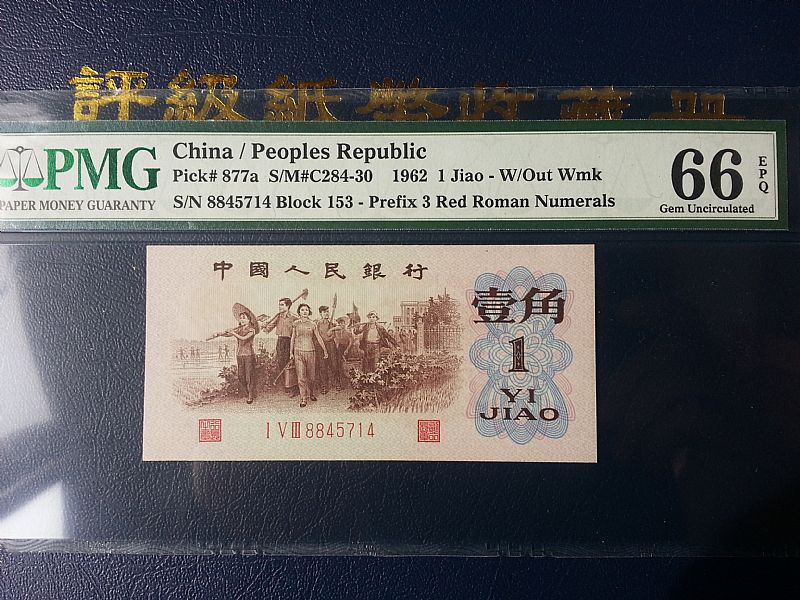 評級紙幣收藏册
PMG
PAPER MONEY GUARANTY
China / Peoples Republic
Pick# 877a S/M#C284-30 1962 1 Jiao - W/Out Wmk
S/N 8845714 Block 153 - Prefix 3 Red Roman Numerals
66 EPQ
Gem Uncirculated
中國人民銀行
壹角
1
YI
JIAO
I V III 8845714